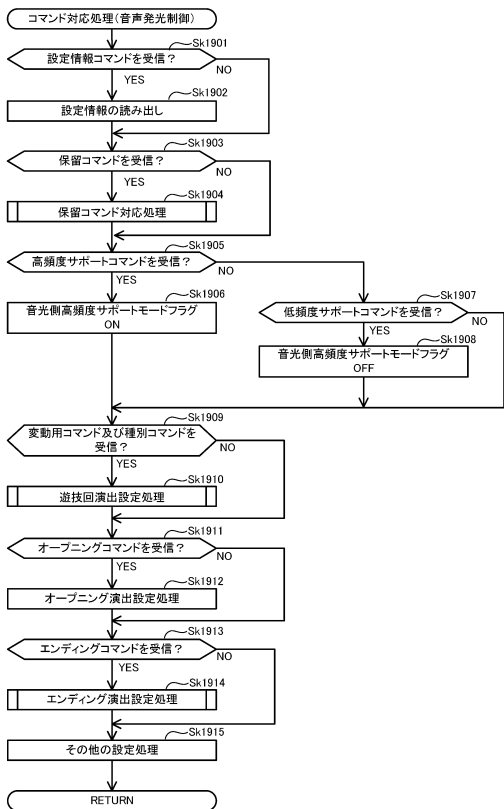 コマンド対応処理(音声発光制御)
Sk1901
設定情報コマンドを受信？
NO
YES
Sk1902
設定情報の読み出し
Sk1903
保留コマンドを受信？
NO
YES
Sk1904
保留コマンド対応処理
Sk1905
高頻度サポートコマンドを受信？
NO
YES
Sk1906
音光側高頻度サポートモードフラグ
ON
Sk1907
低頻度サポートコマンドを受信？
NO
YES
Sk1908
音光側高頻度サポートモードフラグ
OFF
Sk1909
変動用コマンド及び種別コマンドを
受信？
NO
YES
Sk1910
遊技回演出設定処理
Sk1911
オープニングコマンドを受信？
NO
YES
Sk1912
オープニング演出設定処理
Sk1913
エンディングコマンドを受信？
NO
YES
Sk1914
エンディング演出設定処理
Sk1915
その他の設定処理
RETURN